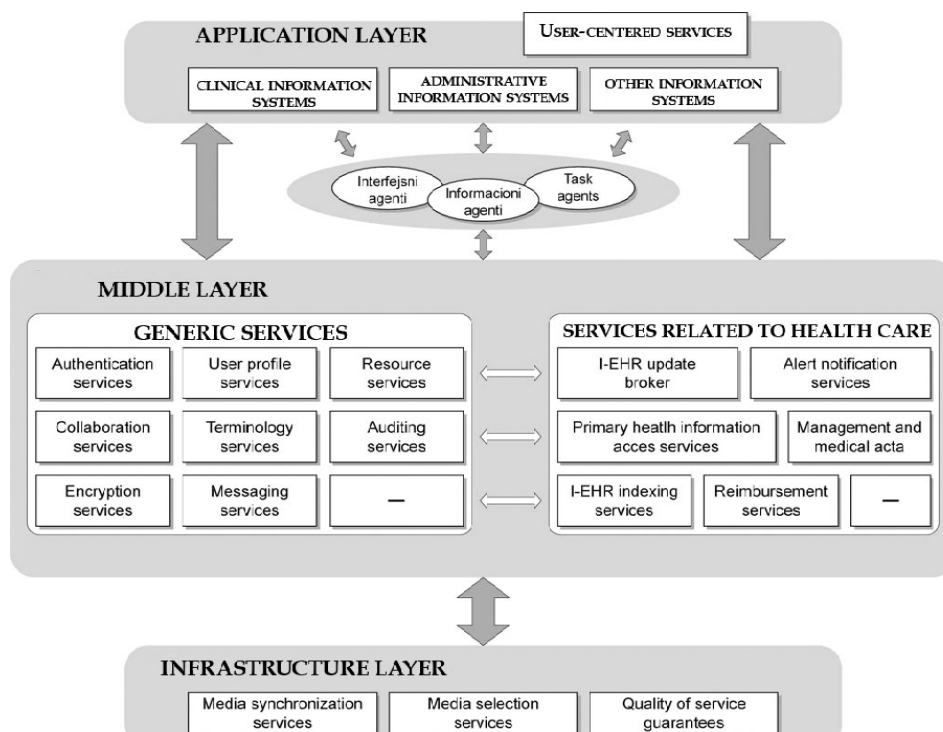 APPLICATION LAYER
USER-CENTERED SERVICES
CLINICAL INFORMATION
SYSTEMS
ADMINISTRATIVE
INFORMATION SYSTEMS
OTHER INFORMATION
SYSTEMS
Interfejsni
agenti
Informacioni
agenti
Task
agents
MIDDLE LAYER
GENERIC SERVICES
Authentication
services
User profile
services
Resource
services
Collaboration
services
Terminology
services
Auditing
services
Encryption
services
Messaging
services
—
SERVICES RELATED TO HEALTH CARE
I-EHR update
broker
Alert notification
services
Primary heatlh information
acces services
Management and
medical acta
I-EHR indexing
services
Reimbursement
services
—
INFRASTRUCTURE LAYER
Media synchronization
services
Media selection
services
Quality of service
guarantees